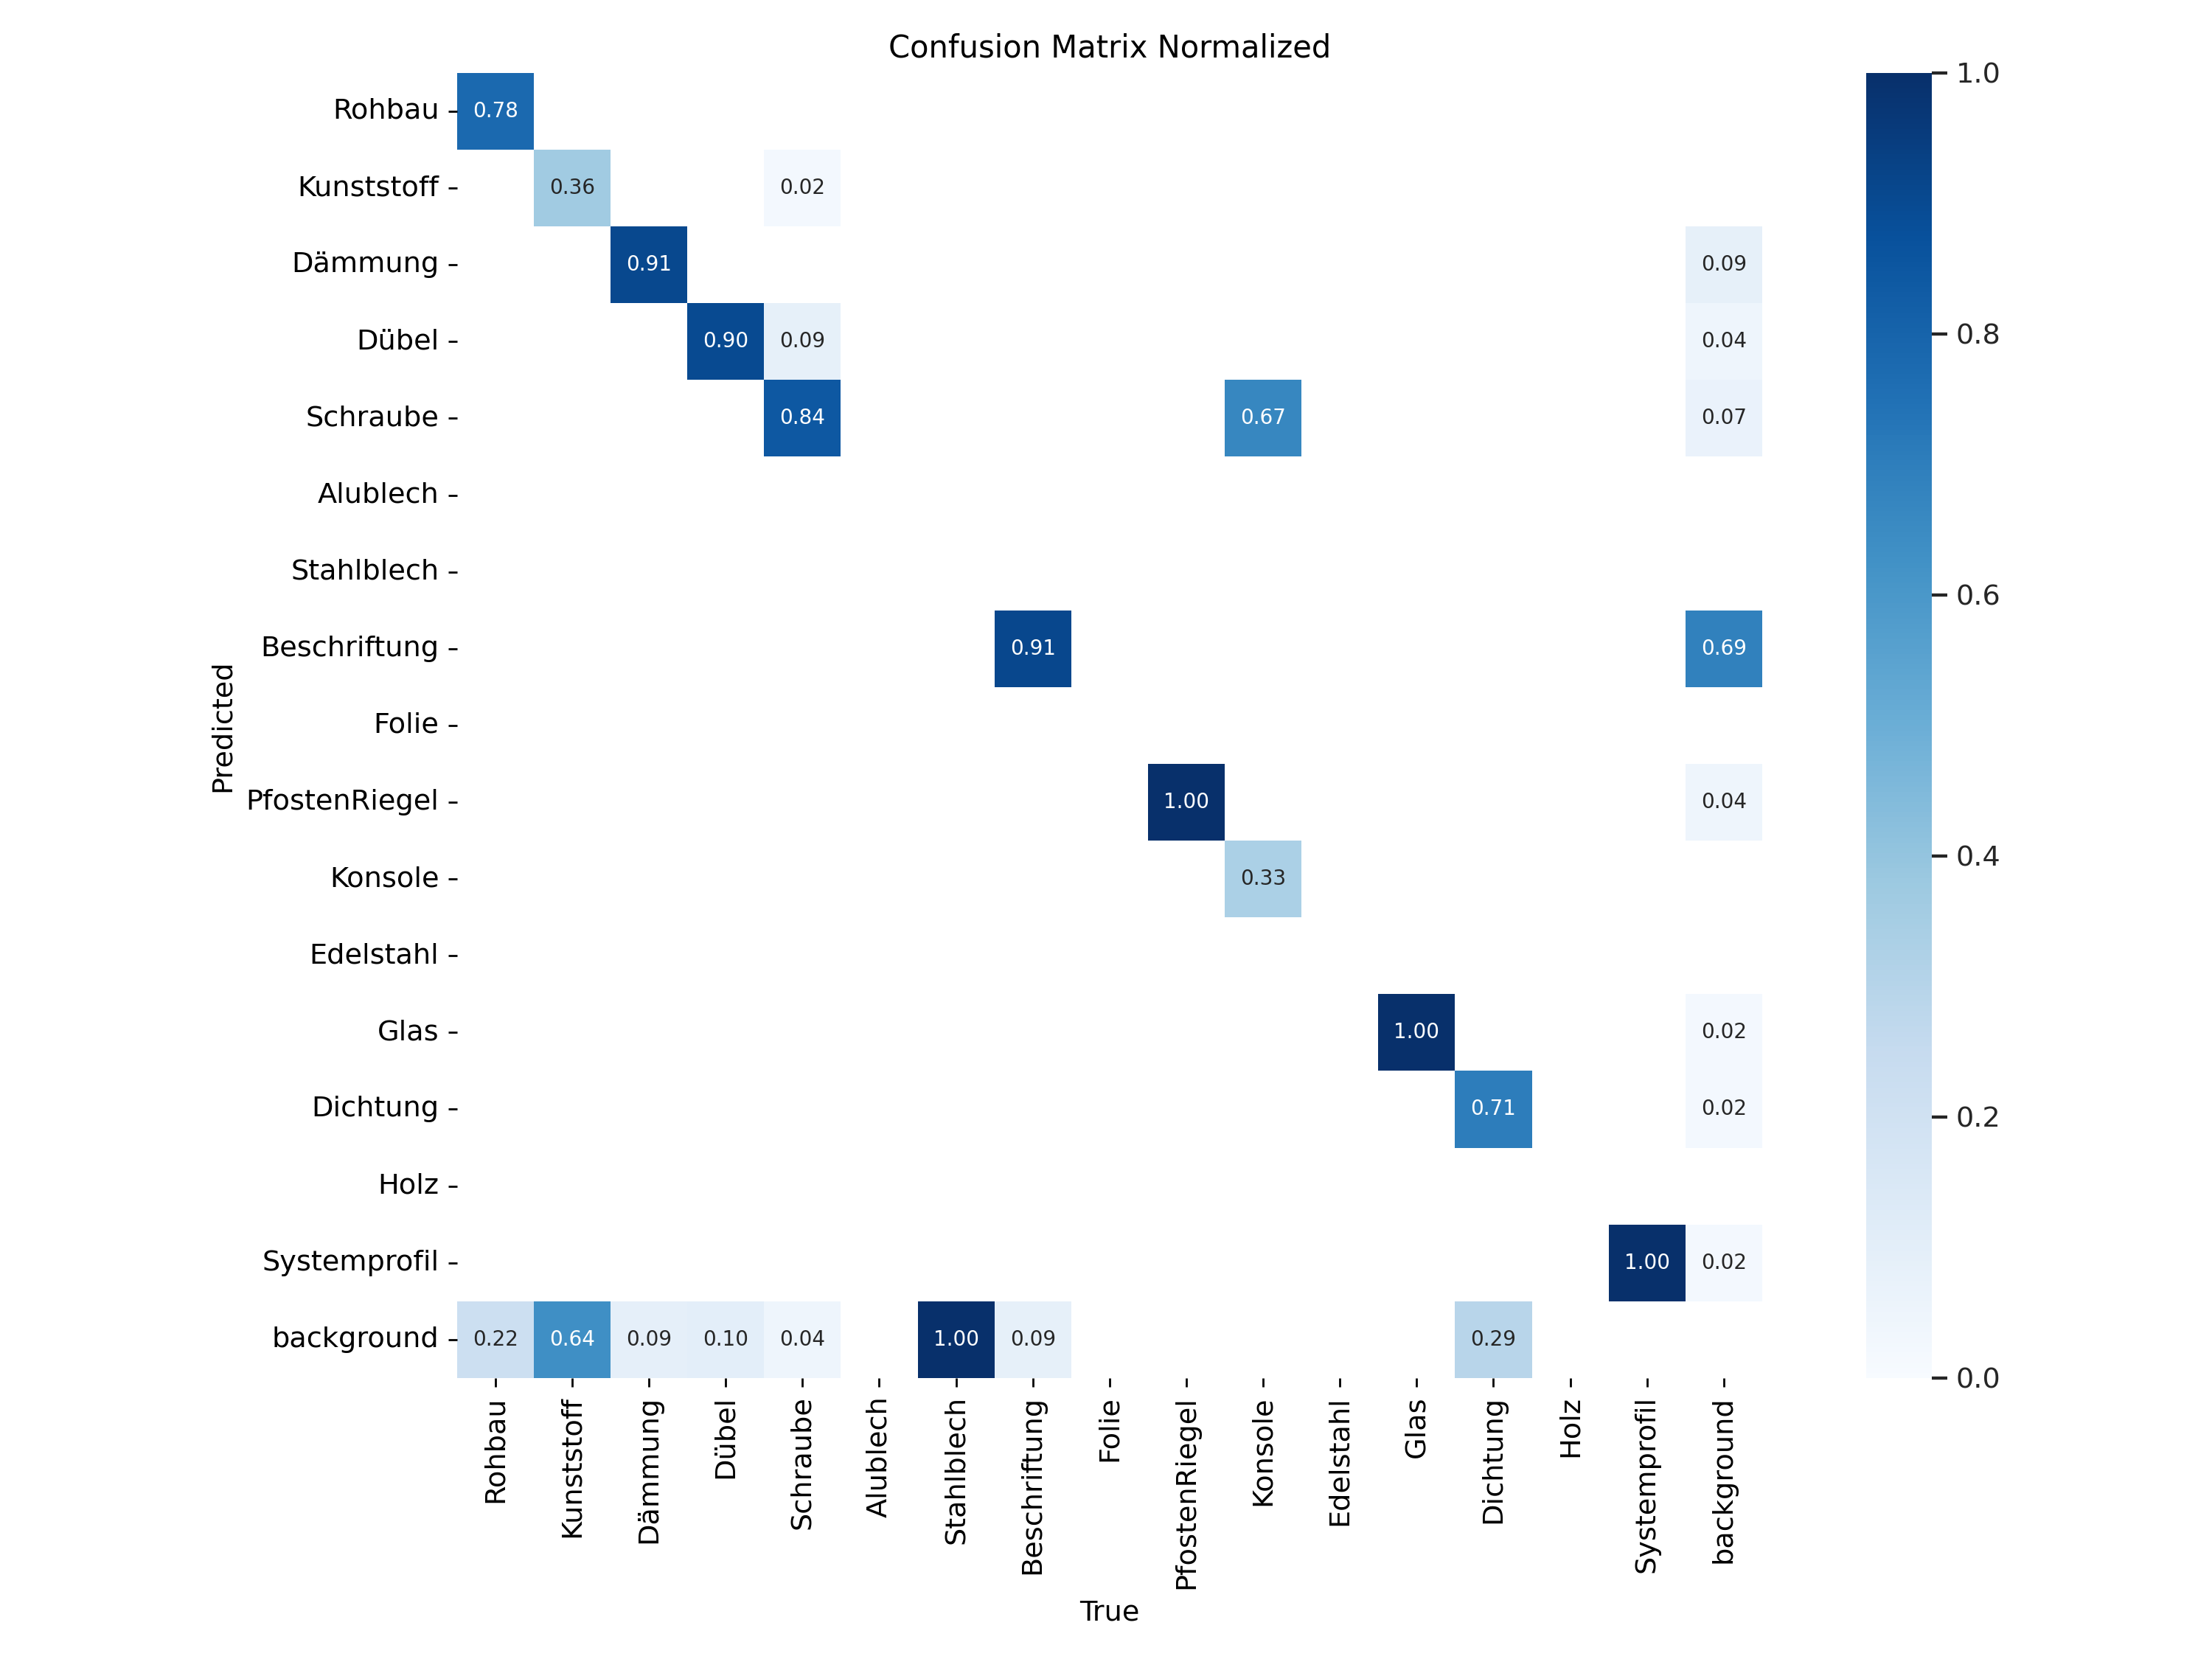 Confusion Matrix Normalized
Rohbau 0.78
Kunststoff 0.36 0.02
Dämmung 0.91 0.09
Dübel 0.90 0.09 0.04
Schraube 0.84 0.67 0.07
Alublech
Stahlblech
Beschriftung 0.91 0.69
Folie
PfostenRiegel 1.00 0.04
Konsole 0.33
Edelstahl
Glas 1.00 0.02
Dichtung 0.71 0.02
Holz
Systemprofil 1.00 0.02
background 0.22 0.64 0.09 0.10 0.04 1.00 0.09 0.29
Predicted
Rohbau
Kunststoff
Dämmung
Dübel
Schraube
Alublech
Stahlblech
Beschriftung
Folie
PfostenRiegel
Konsole
Edelstahl
Glas
Dichtung
Holz
Systemprofil
background
True
1.0
0.8
0.6
0.4
0.2
0.0